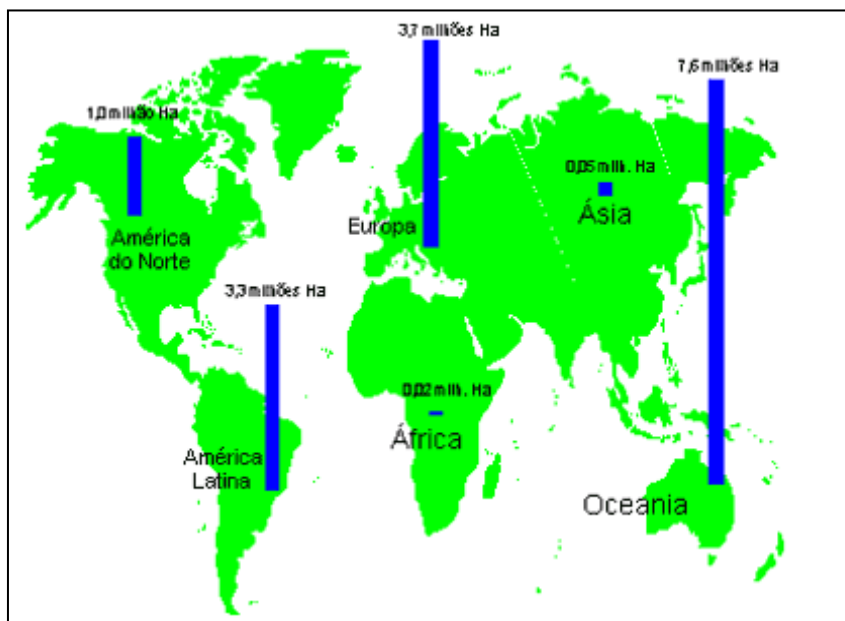 3,7 milhões Ha
7,6 milhões Ha
1,0 milhão Ha
0,05 milh. Ha
Ásia
Europa
América
do Norte
3,3 milhões Ha
0,02 milh. Ha
África
América
Latina
Oceania